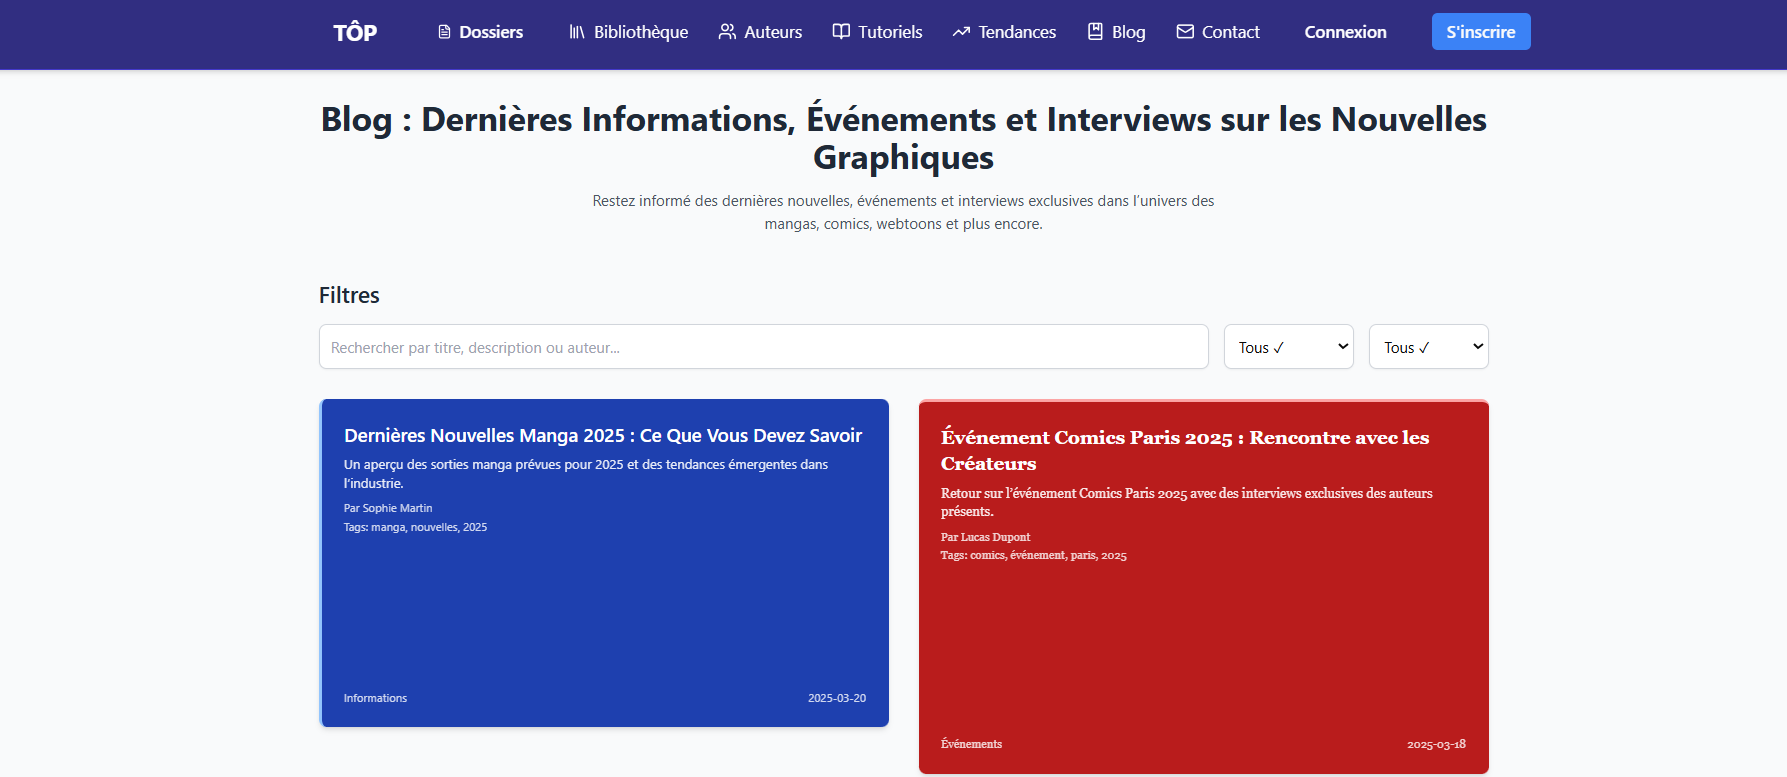 TÔP
Dossiers
Bibliothèque
Auteurs
Tutoriels
Tendances
Blog
Contact
Connexion
S'inscrire
Blog : Dernières Informations, Événements et Interviews sur les Nouvelles
Graphiques
Restez informé des dernières nouvelles, événements et interviews exclusives dans l’univers des
mangas, comics, webtoons et plus encore.
Filtres
Rechercher par titre, description ou auteur...
Tous ✓
Tous ✓
Dernières Nouvelles Manga 2025 : Ce Que Vous Devez Savoir
Un aperçu des sorties manga prévues pour 2025 et des tendances émergentes dans
l’industrie.
Par Sophie Martin
Tags: manga, nouvelles, 2025
Informations
2025-03-20
Événement Comics Paris 2025 : Rencontre avec les
Créateurs
Retour sur l’événement Comics Paris 2025 avec des interviews exclusives des auteurs
présents.
Par Lucas Dupont
Tags: comics, événement, paris, 2025
Événements
2025-03-18